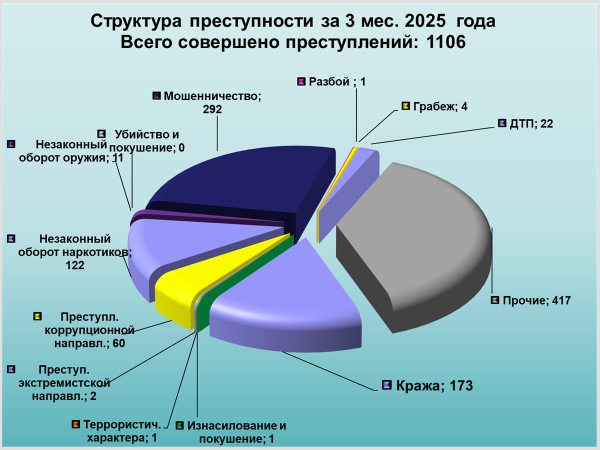 Структура преступности за 3 мес. 2025 года
Всего совершено преступлений: 1106
Разбой ; 1
Мошенничество;
292
Грабеж; 4
ДТП; 22
Убийство и
покушение; 0
Незаконный
оборот оружия; 11
Незаконный
оборот наркотиков;
122
Прочие; 417
Преступл.
коррупционной
направл.; 60
Преступ.
экстремистской
направл.; 2
Кража; 173
Террористич.
характера; 1
Изнасилование и
покушение; 1